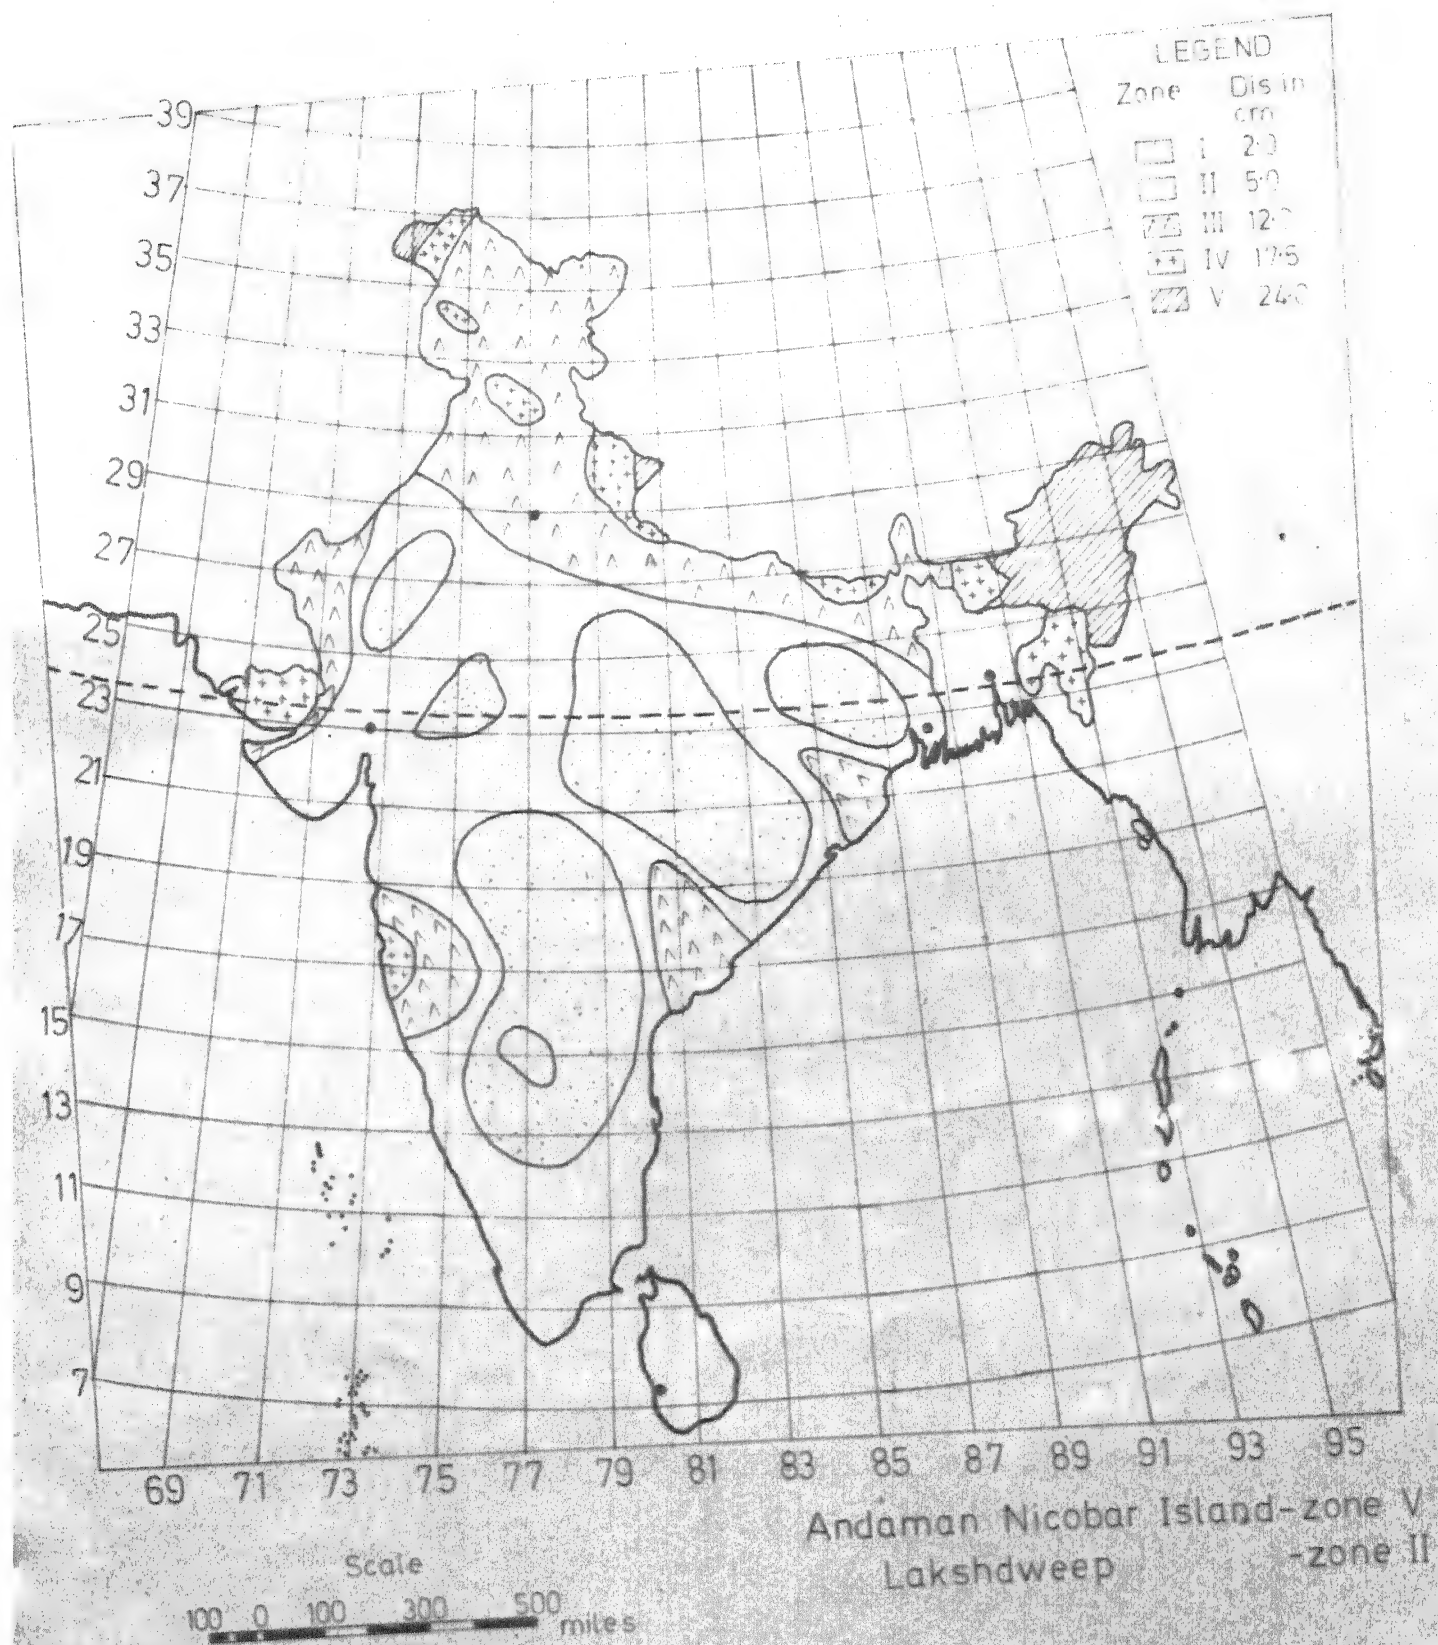 LEGEND
Zone Dis in
cm
I 2.0
II 5.0
III 12.0
IV 17.5
V 24.0
39
37
35
33
31
29
27
25
23
21
19
17
15
13
11
9
7
69 71 73 75 77 79 81 83 85 87 89 91 93 95
Andaman Nicobar Island-zone V
Lakshdweep -zone II
Scale
100 0 100 300 500 miles